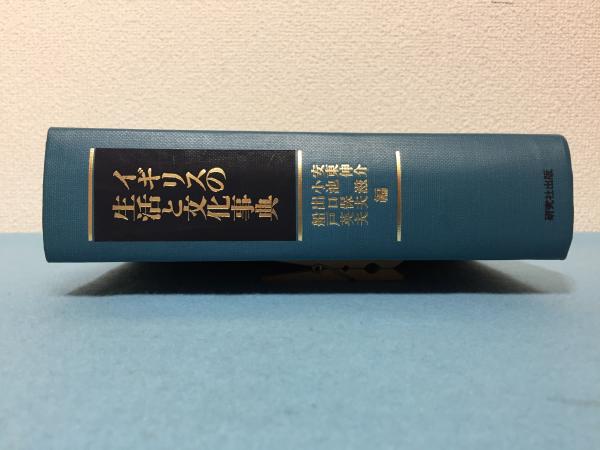 イギリスの
生活と文化事典
安東伸介
小池滋
出口保夫
船戸英夫
編
研究社出版